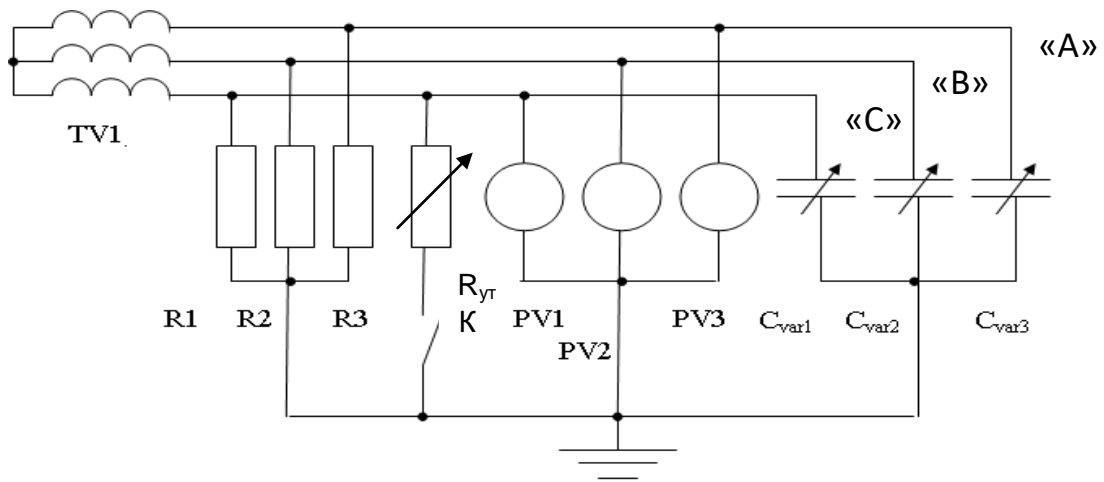 «А»
«В»
«С»
TV1.
R1
R2
R3
Rут
К
PV1
PV2
PV3
Cvar1
Cvar2
Cvar3